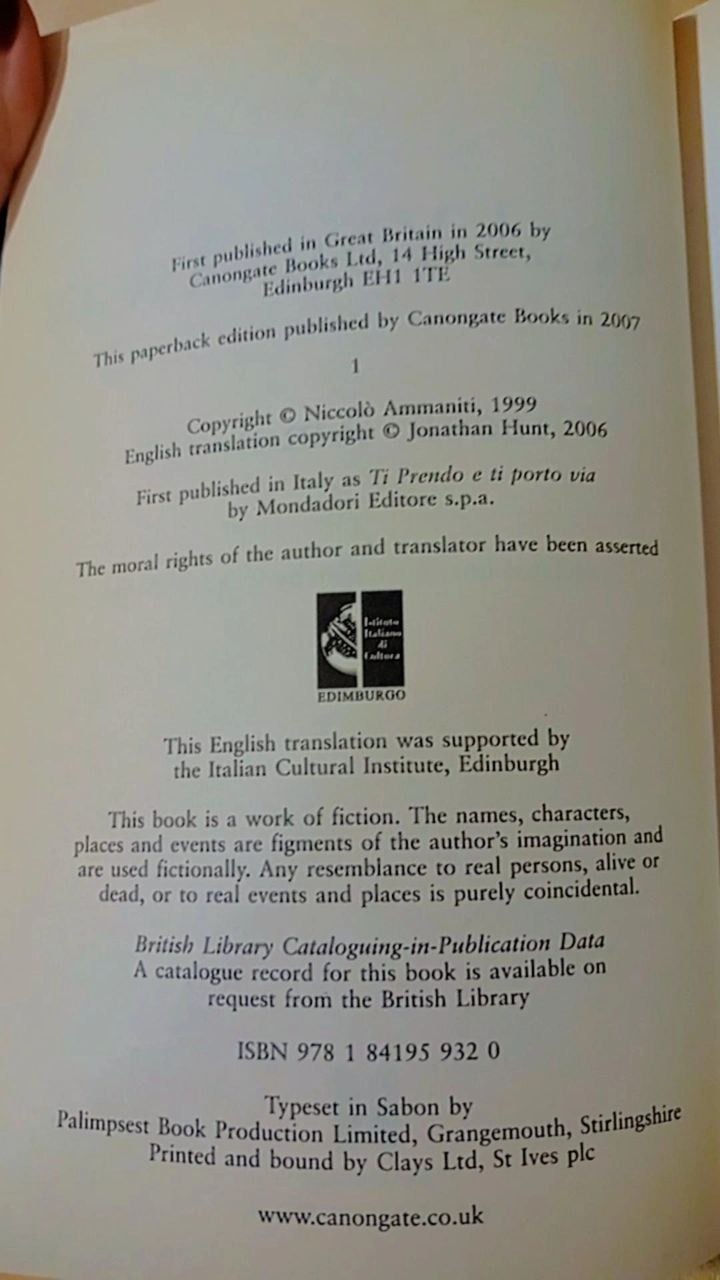 First published in Great Britain in 2006 by
Canongate Books Ltd, 14 High Street,
Edinburgh EH1 1TE
This paperback edition published by Canongate Books in 2007
1
Copyright © Niccolò Ammaniti, 1999
English translation copyright © Jonathan Hunt, 2006
First published in Italy as Ti Prendo e ti porto via
by Mondadori Editore s.p.a.
The moral rights of the author and translator have been asserted
Istituto
Italiano
di
Cultura
EDIMBURGO
This English translation was supported by
the Italian Cultural Institute, Edinburgh
This book is a work of fiction. The names, characters,
places and events are figments of the author's imagination and
are used fictionally. Any resemblance to real persons, alive or
dead, or to real events and places is purely coincidental.
British Library Cataloguing-in-Publication Data
A catalogue record for this book is available on
request from the British Library
ISBN 978 1 84195 932 0
Typeset in Sabon by
Palimpsest Book Production Limited, Grangemouth, Stirlingshire
Printed and bound by Clays Ltd, St Ives plc
www.canongate.co.uk